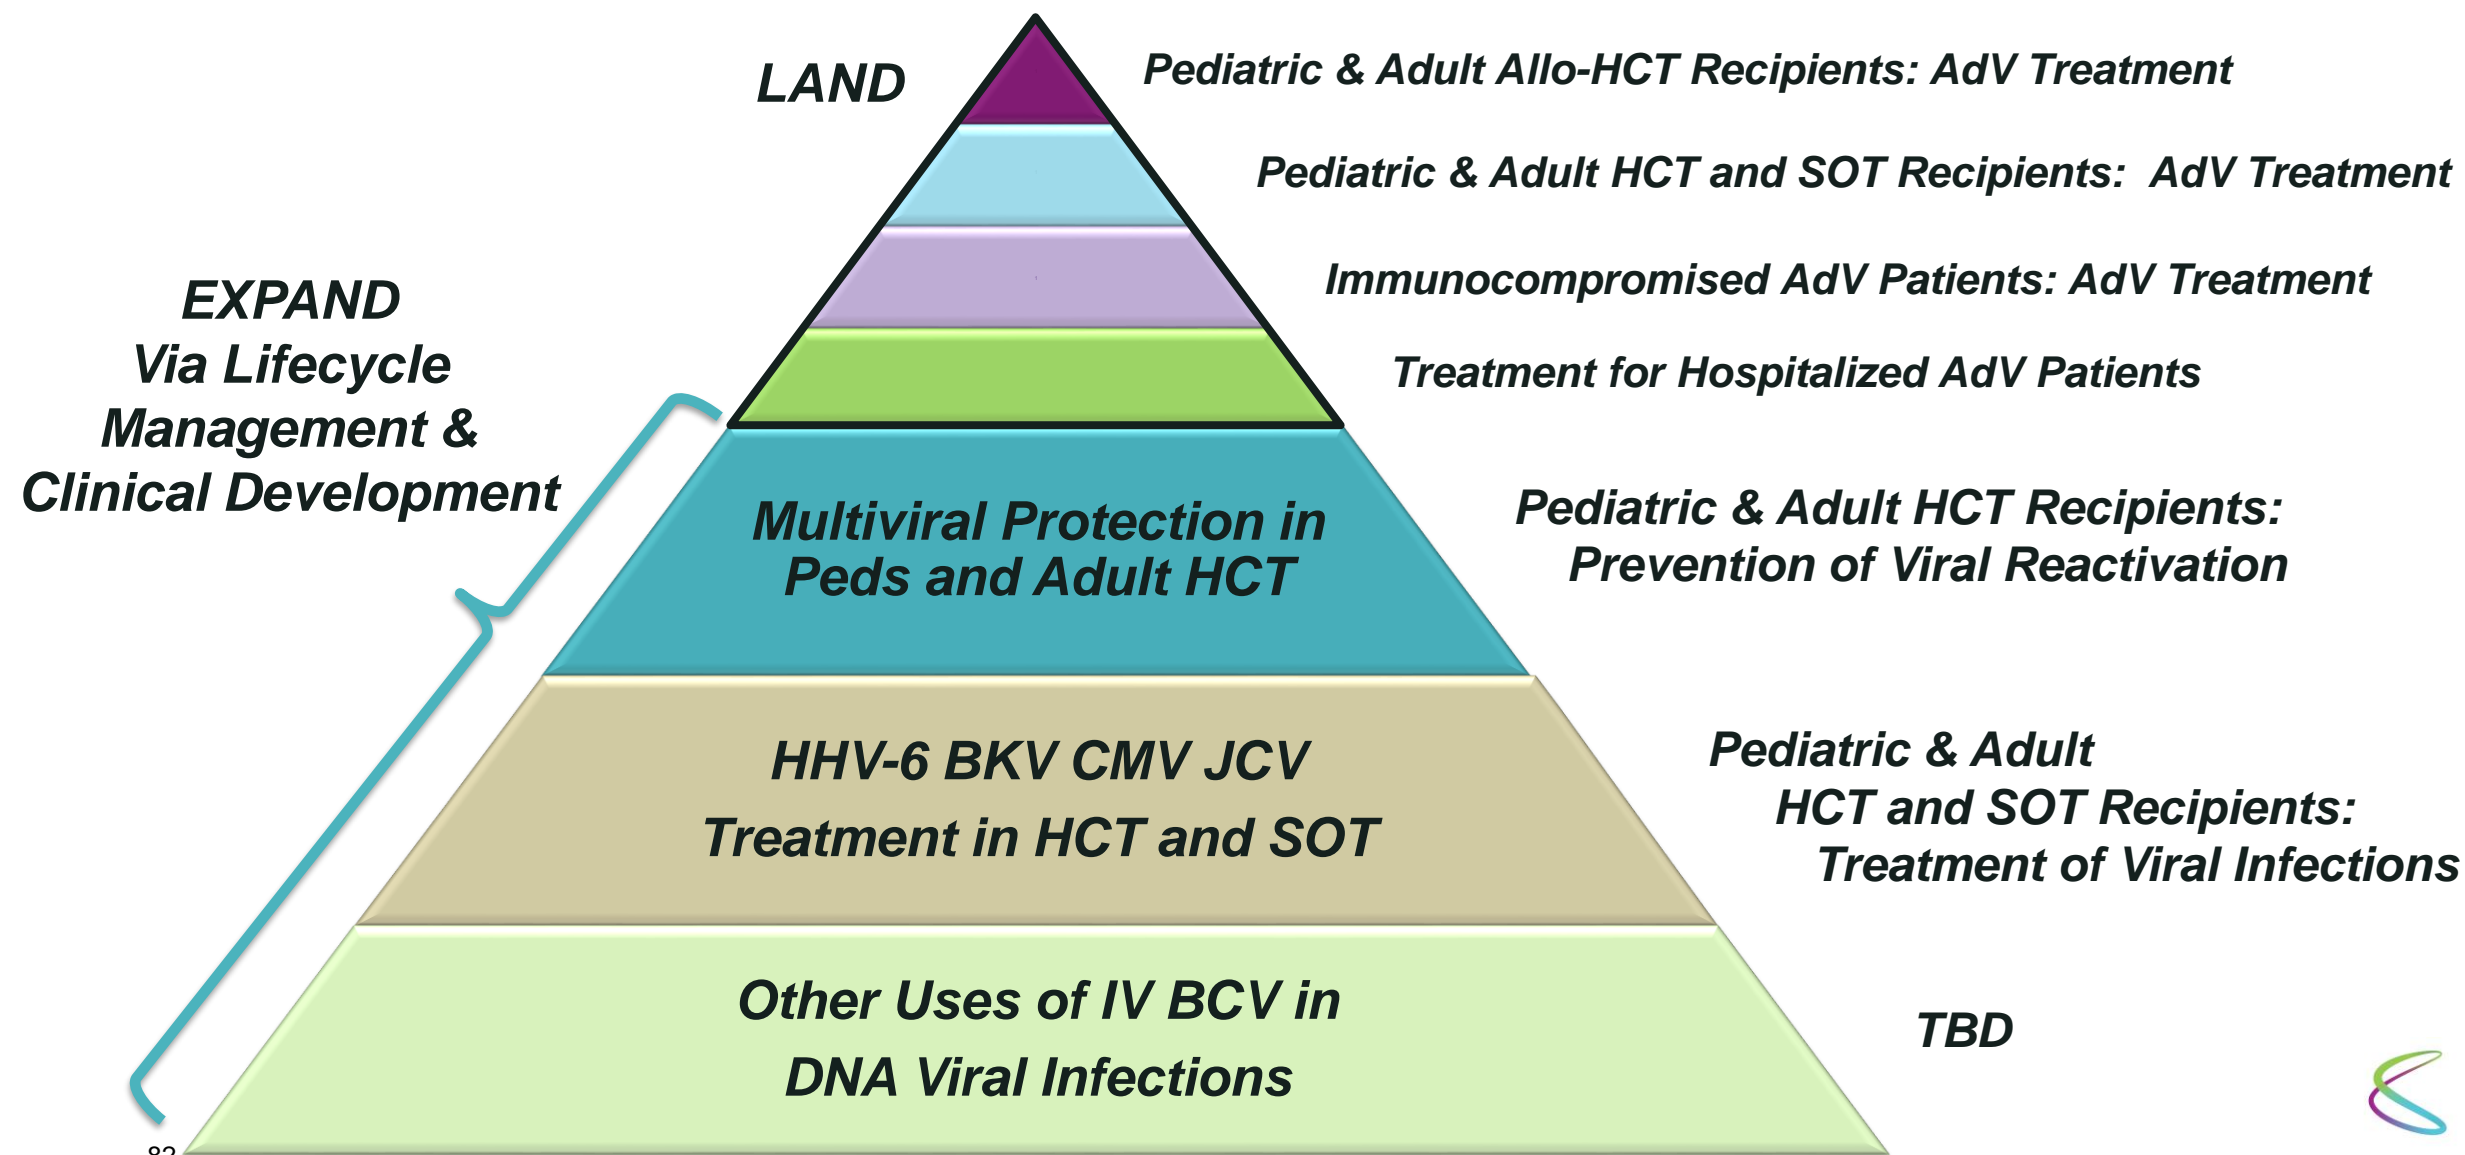 LAND
Pediatric & Adult Allo-HCT Recipients: AdV Treatment
Pediatric & Adult HCT and SOT Recipients: AdV Treatment
Immunocompromised AdV Patients: AdV Treatment
Treatment for Hospitalized AdV Patients
EXPAND
Via Lifecycle
Management &
Clinical Development
Multiviral Protection in
Peds and Adult HCT
Pediatric & Adult HCT Recipients:
Prevention of Viral Reactivation
HHV-6 BKV CMV JCV
Treatment in HCT and SOT
Pediatric & Adult
HCT and SOT Recipients:
Treatment of Viral Infections
Other Uses of IV BCV in
DNA Viral Infections
TBD